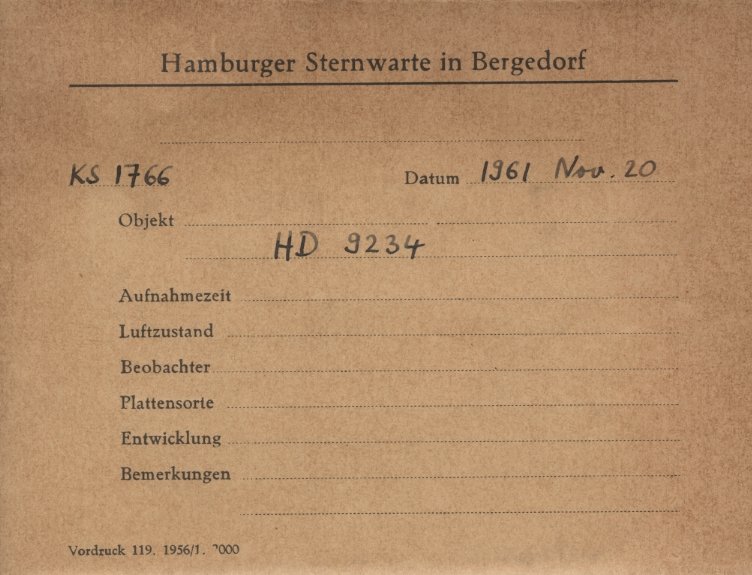 Hamburger Sternwarte in Bergedorf
KS 1766 Datum 1961 Nov. 20
Objekt
HD 9234
Aufnahmezeit
Luftzustand
Beobachter
Plattensorte
Entwicklung
Bemerkungen
Vordruck 119. 1956/1. 2000